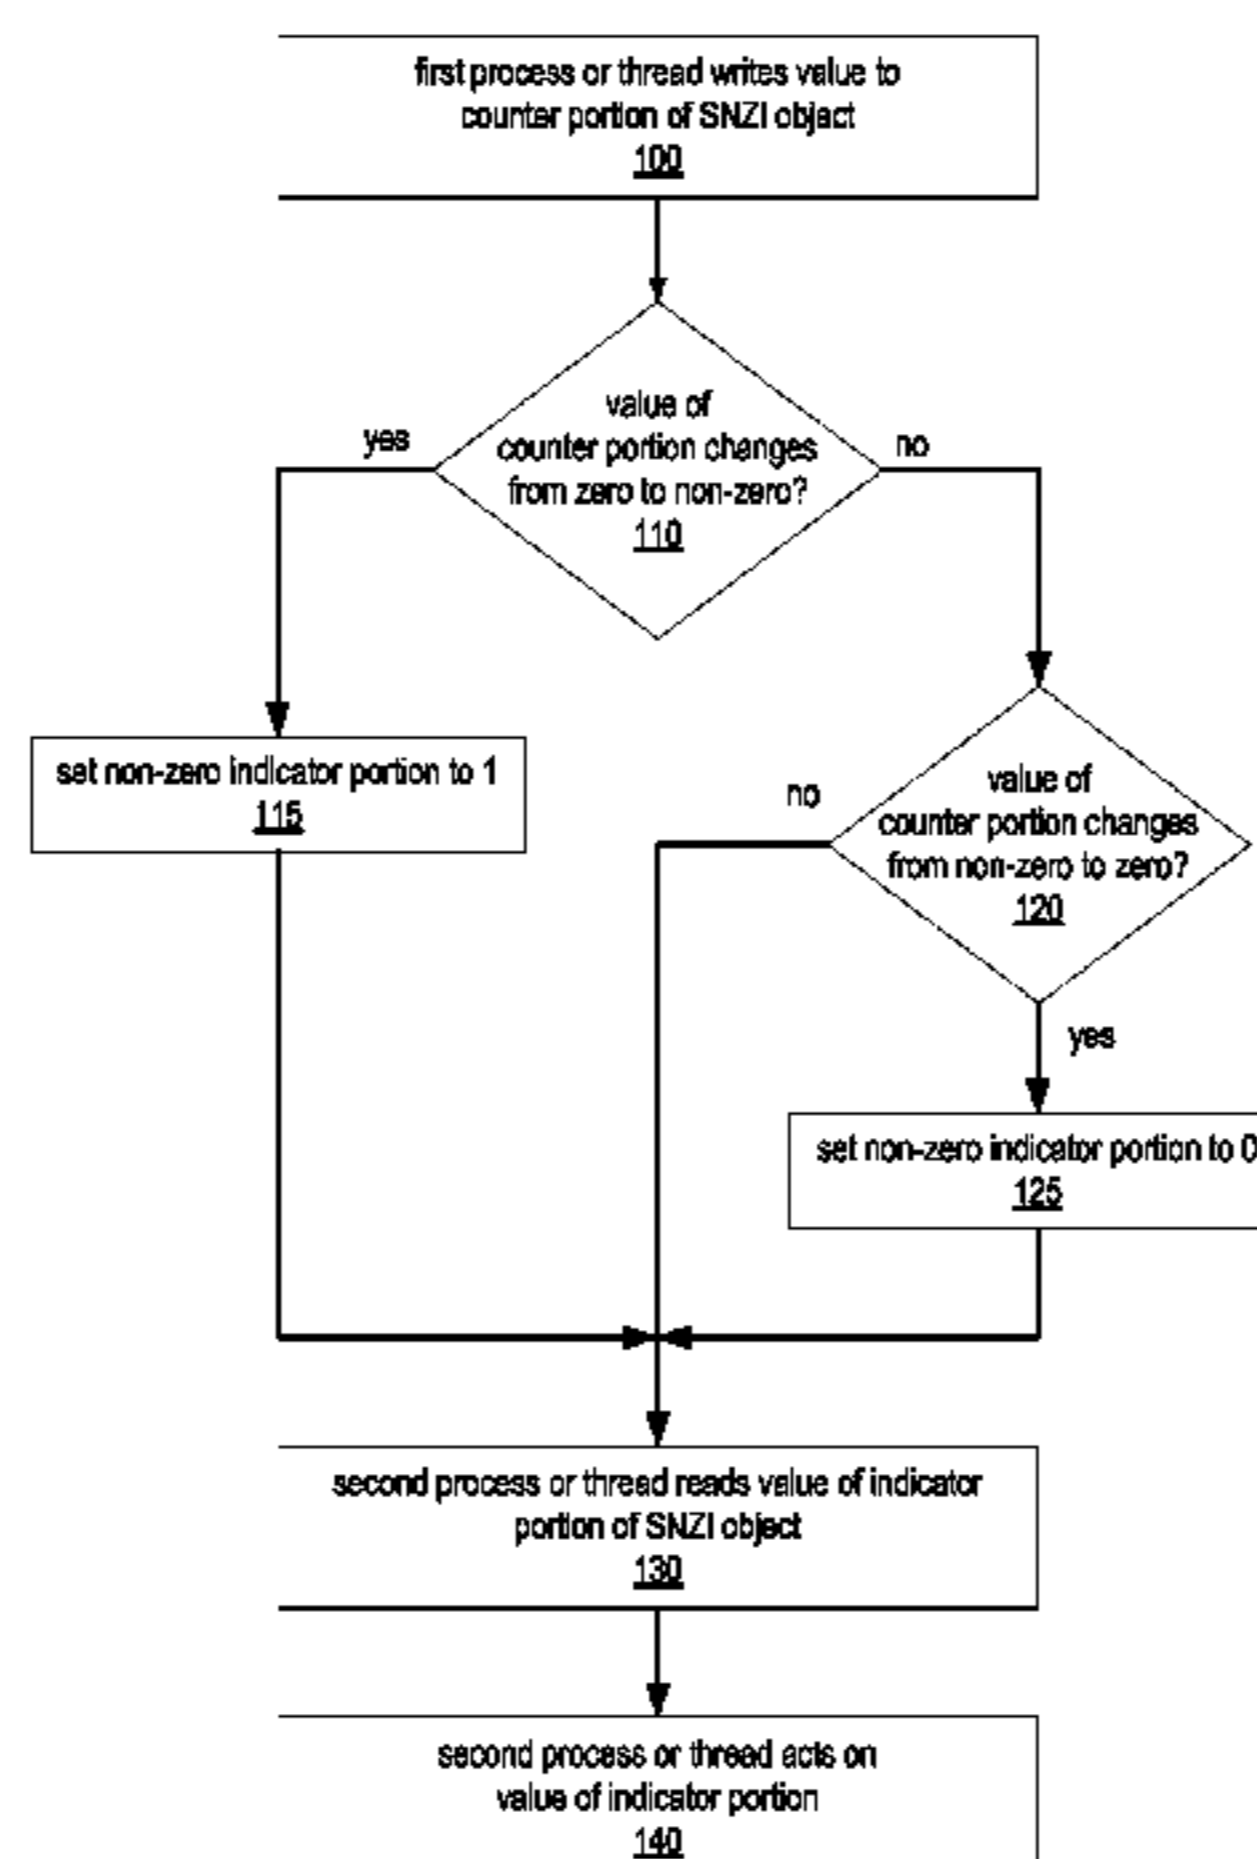 first process or thread writes value to
counter portion of SNZI object
100
value of
counter portion changes
from zero to non-zero?
110
yes
no
set non-zero indicator portion to 1
115
no
value of
counter portion changes
from non-zero to zero?
120
yes
set non-zero indicator portion to 0
125
second process or thread reads value of indicator
portion of SNZI object
130
second process or thread acts on
value of indicator portion
140